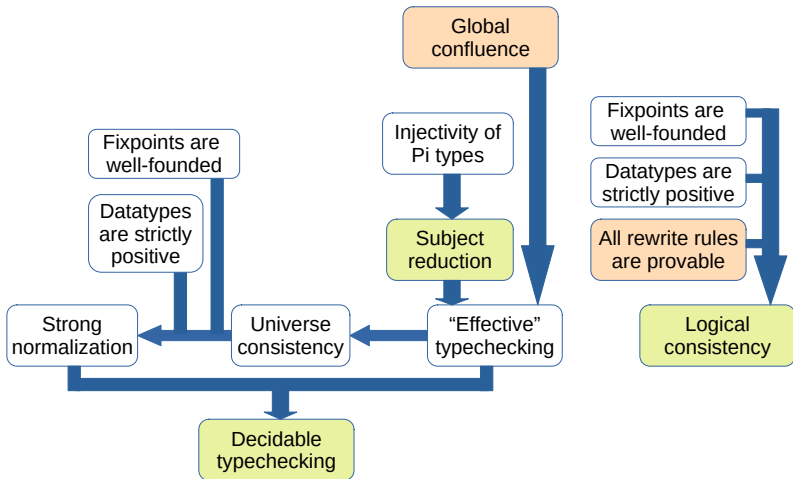 Global
confluence
Injectivity of
Pi types
Fixpoints are
well-founded
Fixpoints are
well-founded
Datatypes are
strictly positive
Datatypes
are strictly
positive
Subject
reduction
All rewrite rules
are provable
Strong
normalization
Universe
consistency
“Effective”
typechecking
Logical
consistency
Decidable
typechecking